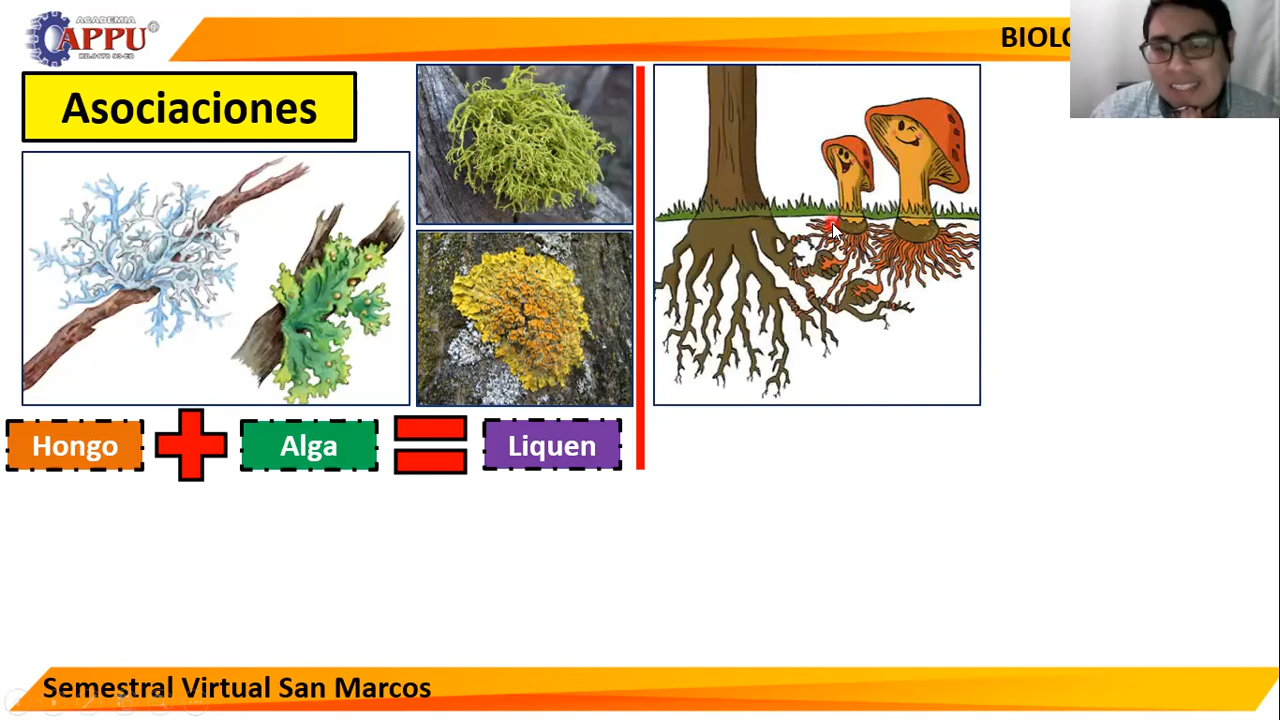 ACADEMIA
APPU
BIOLO
Asociaciones
Hongo
Alga
Liquen
Semestral Virtual San Marcos